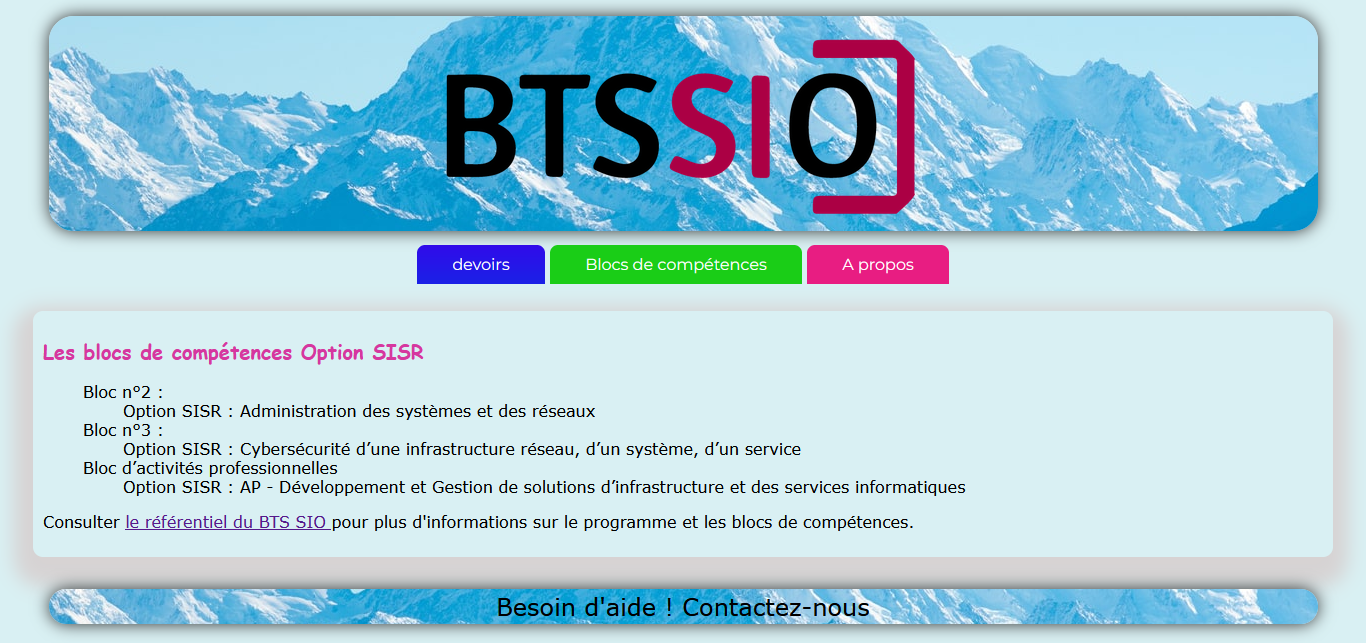 BTS SIO
devoirs
Blocs de compétences
A propos
Les blocs de compétences Option SISR
Bloc n°2 :
Option SISR : Administration des systèmes et des réseaux
Bloc n°3 :
Option SISR : Cybersécurité d’une infrastructure réseau, d’un système, d’un service
Bloc d’activités professionnelles
Option SISR : AP - Développement et Gestion de solutions d’infrastructure et des services informatiques
Consulter le référentiel du BTS SIO pour plus d'informations sur le programme et les blocs de compétences.
Besoin d'aide ! Contactez-nous